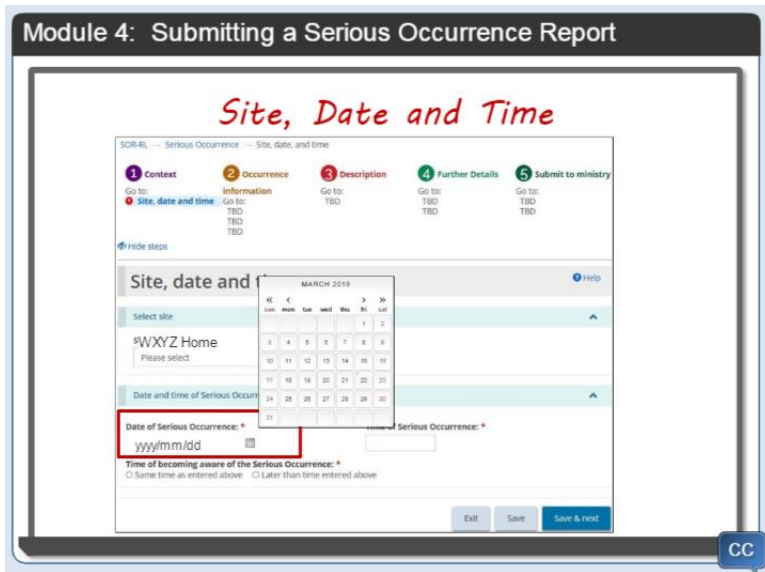 Module 4: Submitting a Serious Occurrence Report
Site, Date and Time
SOR-RL → Serious Occurrence → Site, date, and time
1 Context
Go to:
Site, date and time
2 Occurrence
information
Go to:
TBD
TBD
TBD
3 Description
Go to:
TBD
4 Further Details
Go to:
TBD
TBD
5 Submit to ministry
Go to:
TBD
TBD
Hide steps
Site, date and
Help
MARCH 2019
« ‹ › »
sun mon tue wed thu fri sat
1 2
3 4 5 6 7 8 9
10 11 12 13 14 15 16
17 18 19 20 21 22 23
24 25 26 27 28 29 30
31
Select site
WXYZ Home
Please select
Date and time of Serious Occurr
Date of Serious Occurrence: *
yyyy/mm/dd
of Serious Occurrence: *
Time of becoming aware of the Serious Occurrence: *
Same time as entered above Later than time entered above
Exit Save Save & next
CC